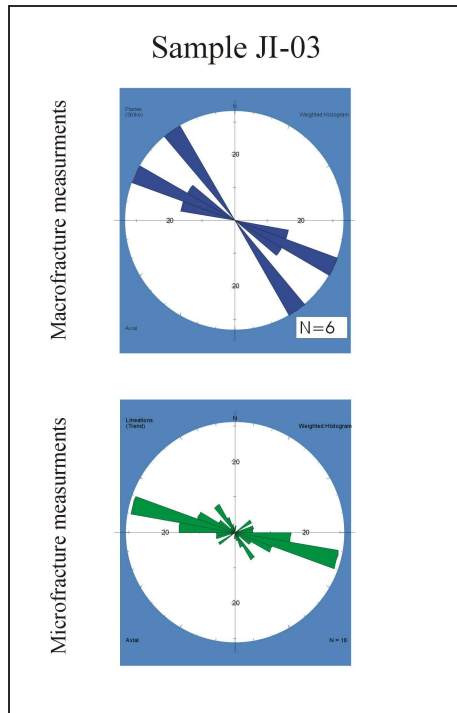 Sample JI-03
Macrofracture measurments
Planes
(Strike)
N
Weighted Histogram
20
20
20
20
Axial
N=6
Microfracture measurments
Lineations
(Trend)
N
Weighted Histogram
20
20
20
20
Axial
N = 18